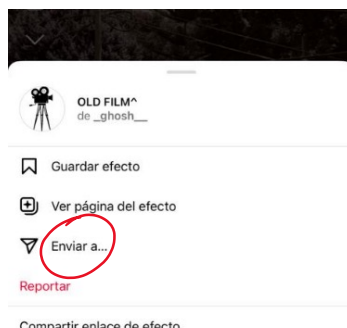 OLD FILM^
de _ghosh__
Guardar efecto
Ver página del efecto
Enviar a...
Reportar
Compartir enlace de efecto